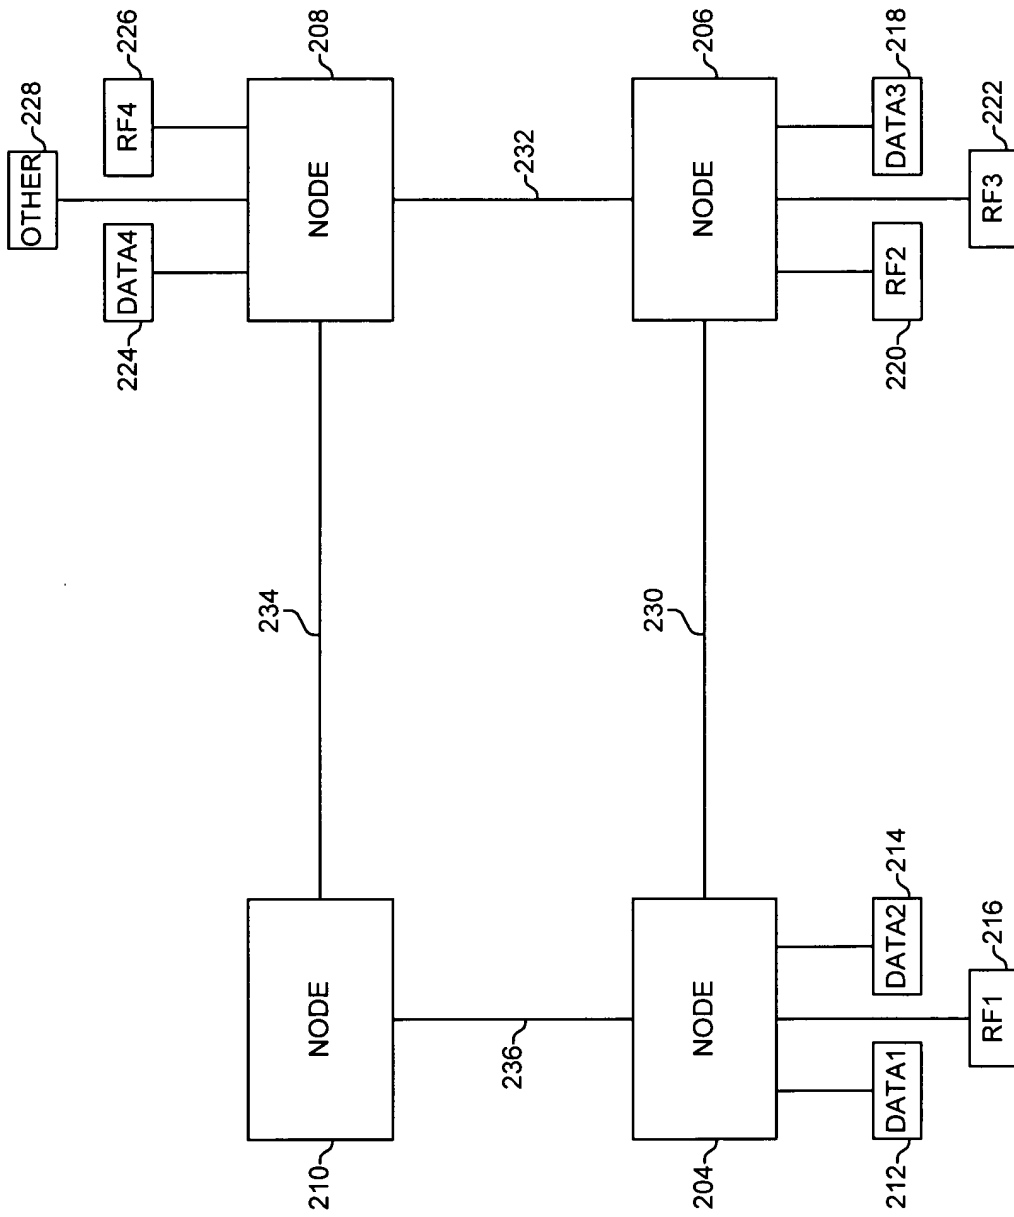 OTHER
228
DATA4
224
RF4
226
NODE
208
234
232
NODE
210
236
NODE
206
230
NODE
204
DATA1
212
DATA2
214
RF1
216
RF2
220
DATA3
218
RF3
222